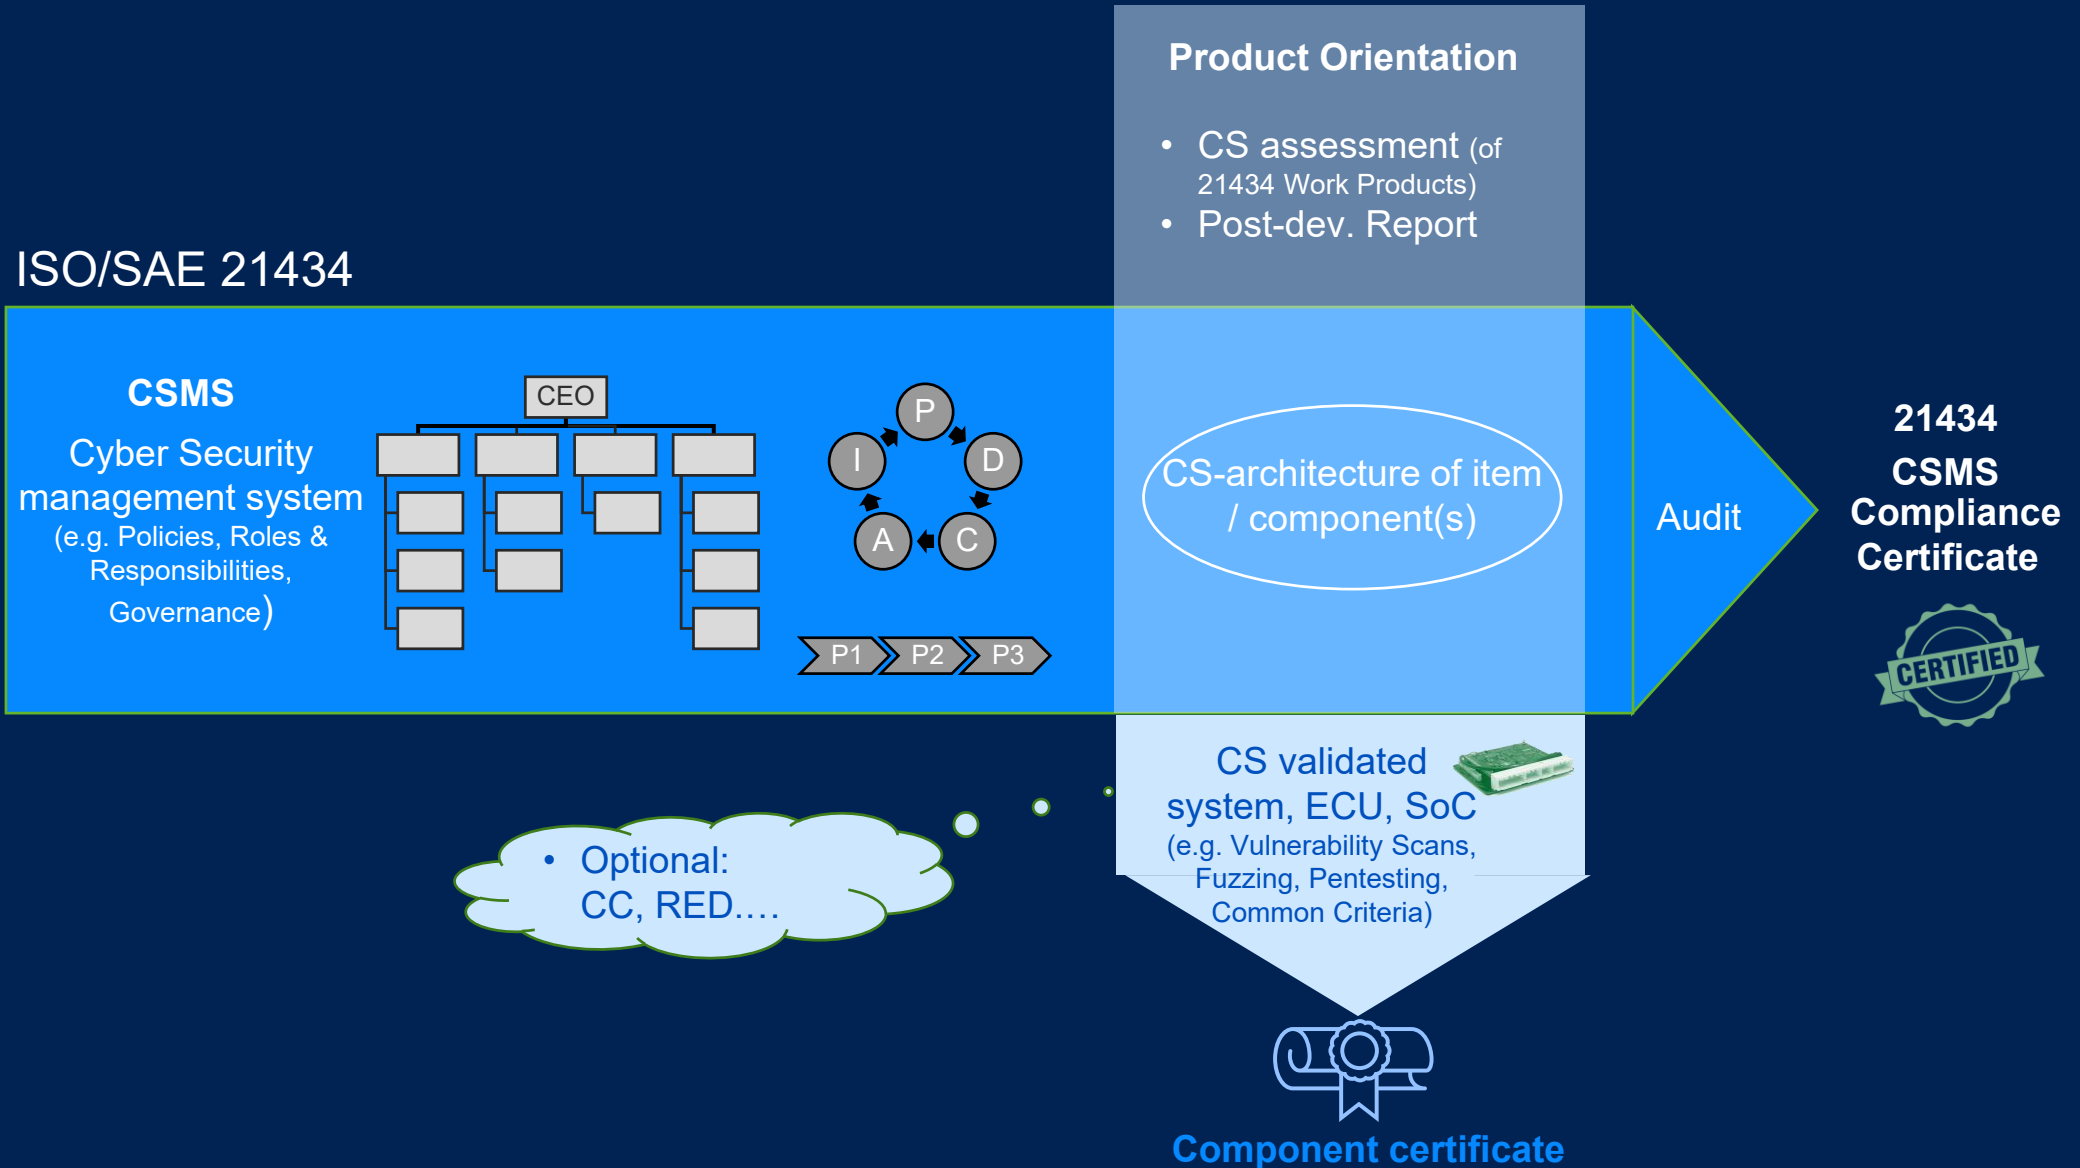 Product Orientation
• CS assessment (of
21434 Work Products)
• Post-dev. Report
ISO/SAE 21434
CSMS
Cyber Security
management system
(e.g. Policies, Roles &
Responsibilities,
Governance)
CEO
P
D
C
A
I
P1
P2
P3
CS-architecture of item
/ component(s)
Audit
21434
CSMS
Compliance
Certificate
CERTIFIED
CS validated
system, ECU, SoC
(e.g. Vulnerability Scans,
Fuzzing, Pentesting,
Common Criteria)
• Optional:
CC, RED….
Component certificate